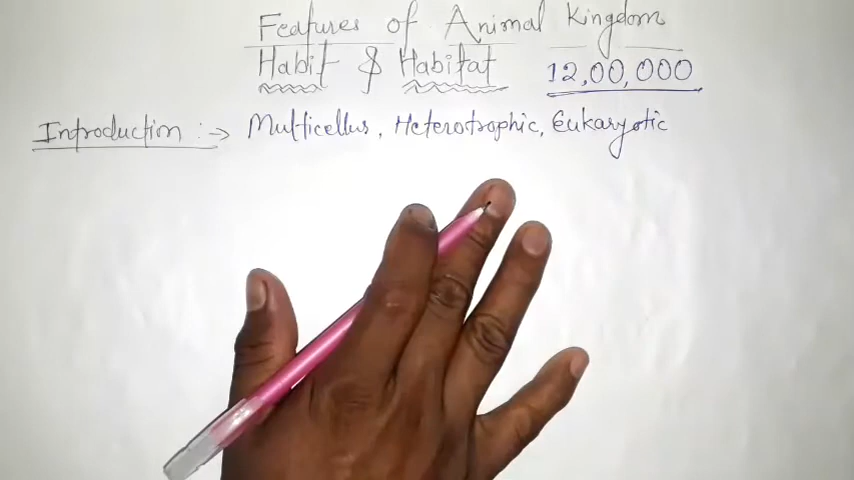 Features of Animal Kingdom
Habit & Habitat 12,00,000
Introduction :→ Multicellus, Heterotrophic, Eukaryotic